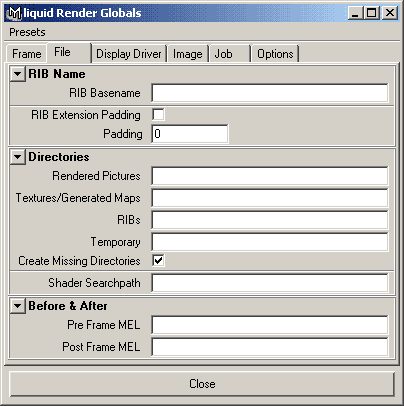 liquid Render Globals
Presets
Frame File Display Driver Image Job Options
RIB Name
RIB Basename
RIB Extension Padding
Padding 0
Directories
Rendered Pictures
Textures/Generated Maps
RIBs
Temporary
Create Missing Directories
Shader Searchpath
Before & After
Pre Frame MEL
Post Frame MEL
Close